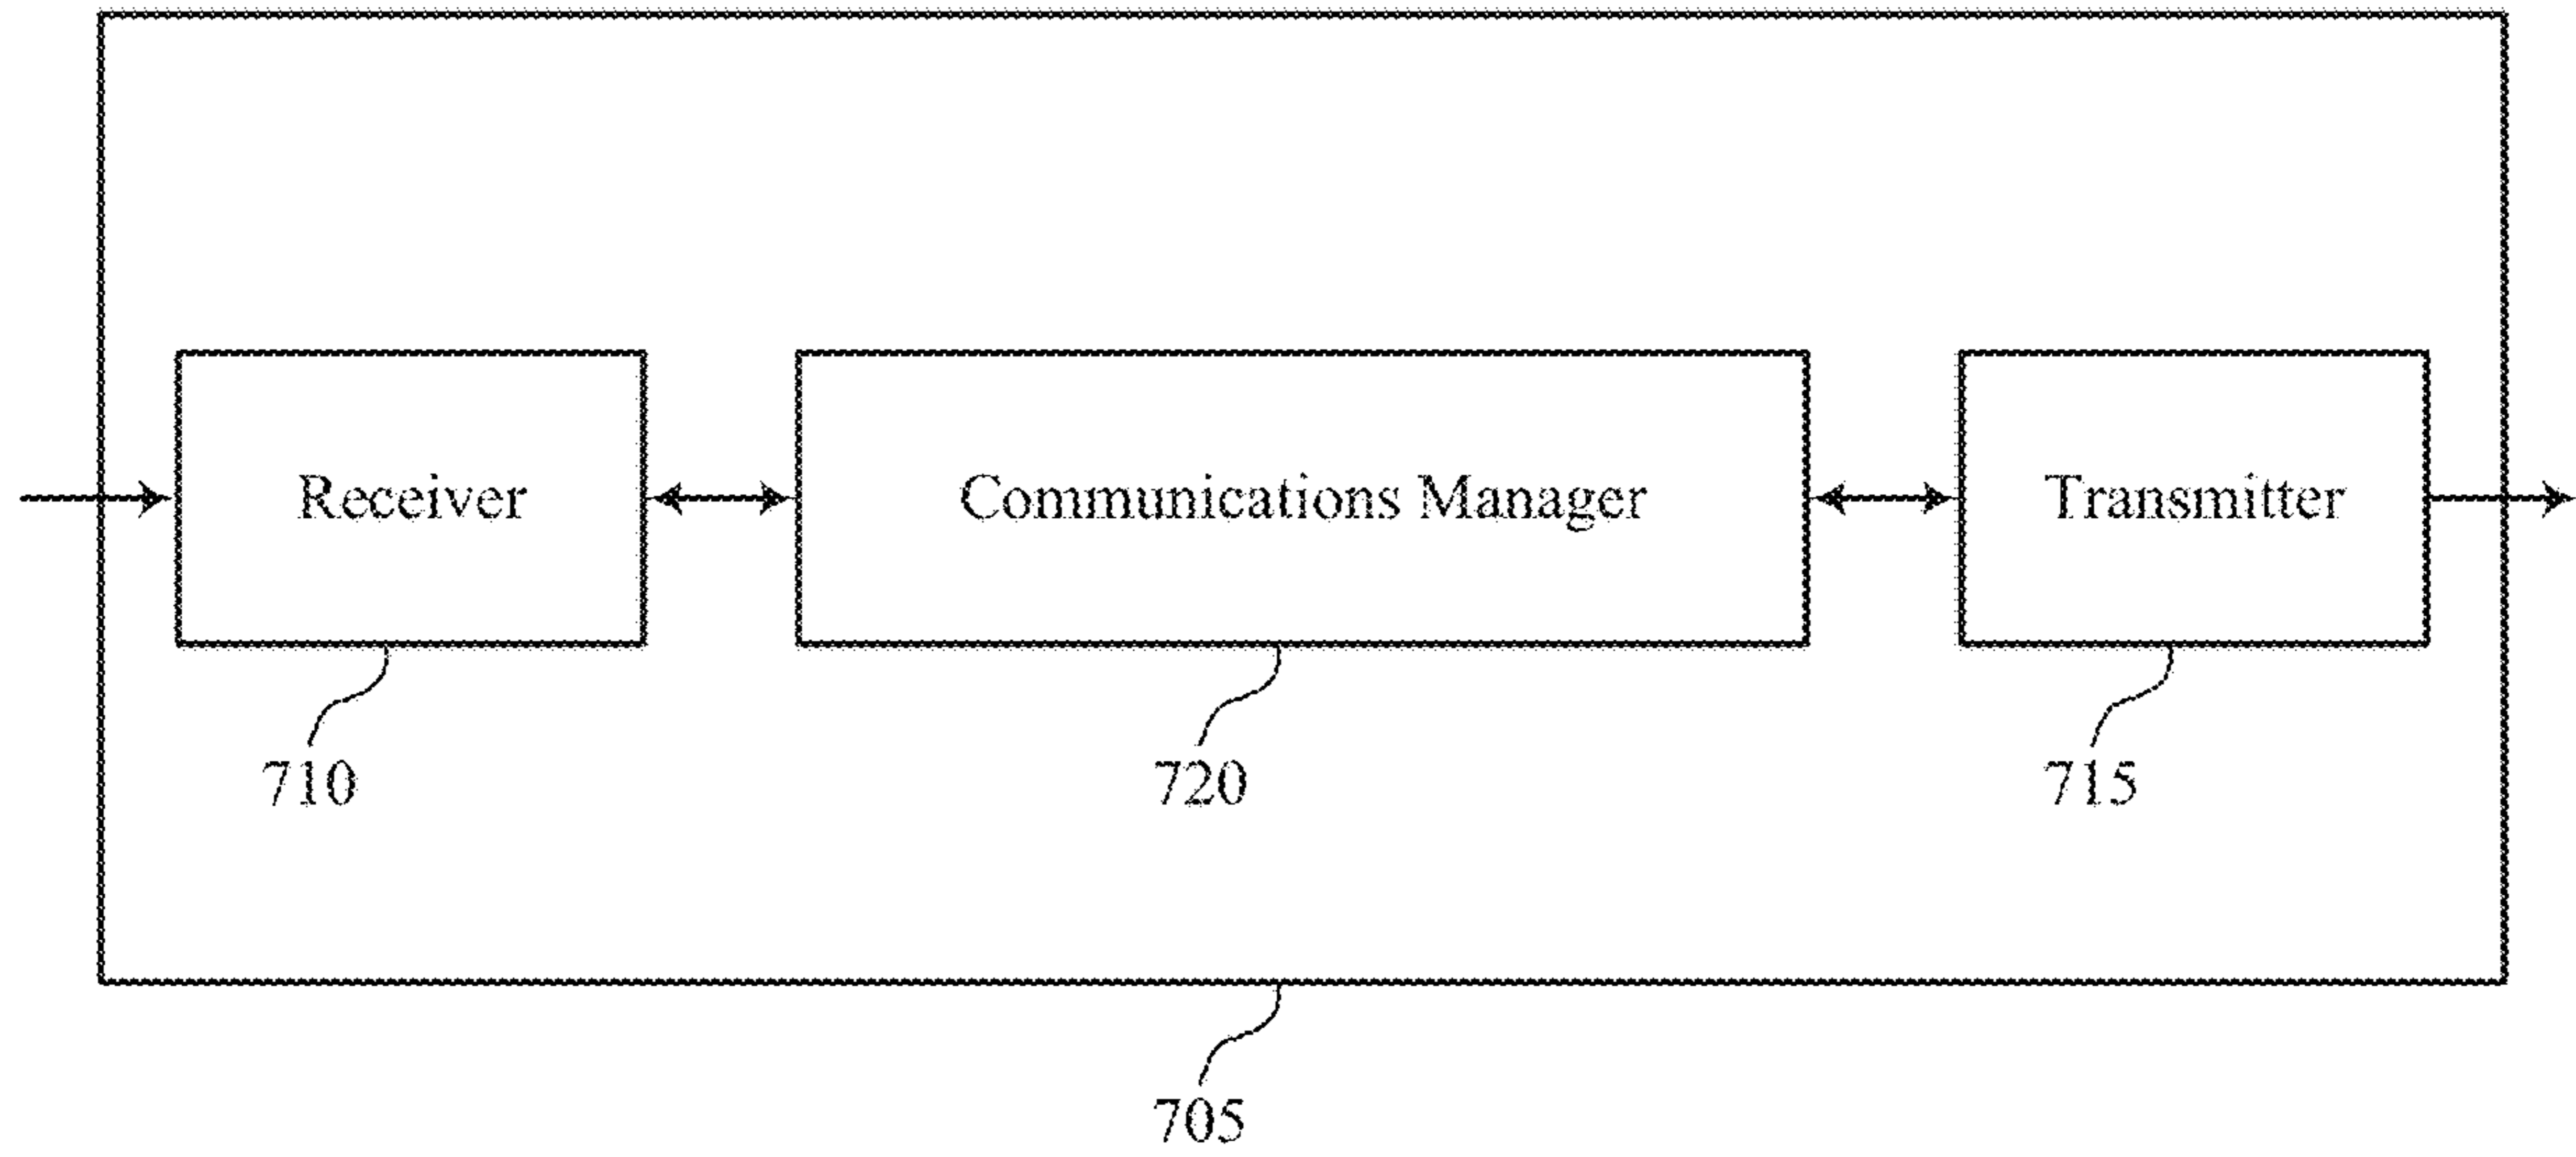 Receiver
Communications Manager
Transmitter
710
720
715
705